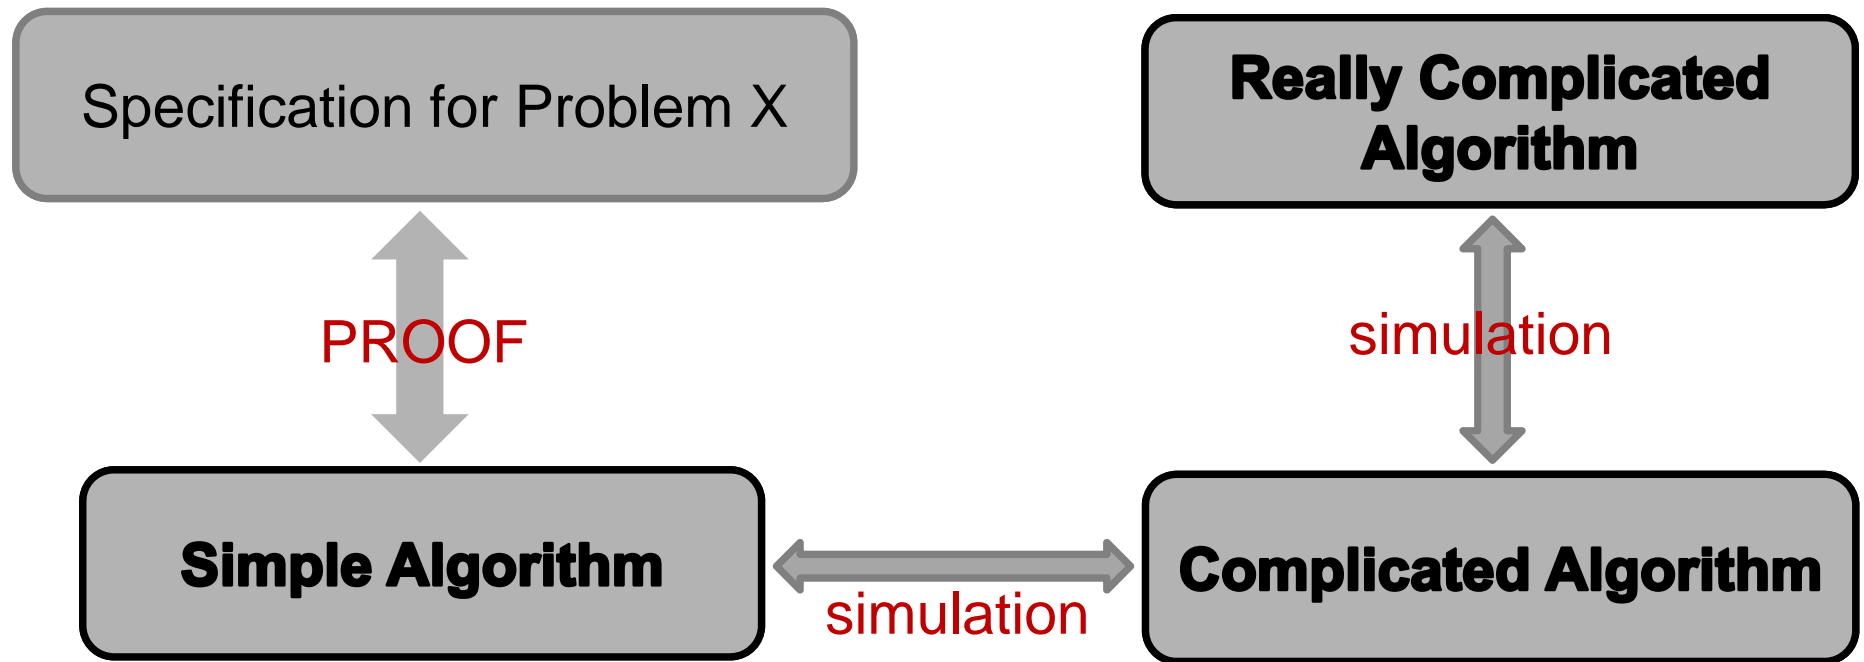 Specification for Problem X
Really Complicated
Algorithm
PROOF
simulation
Simple Algorithm
simulation
Complicated Algorithm